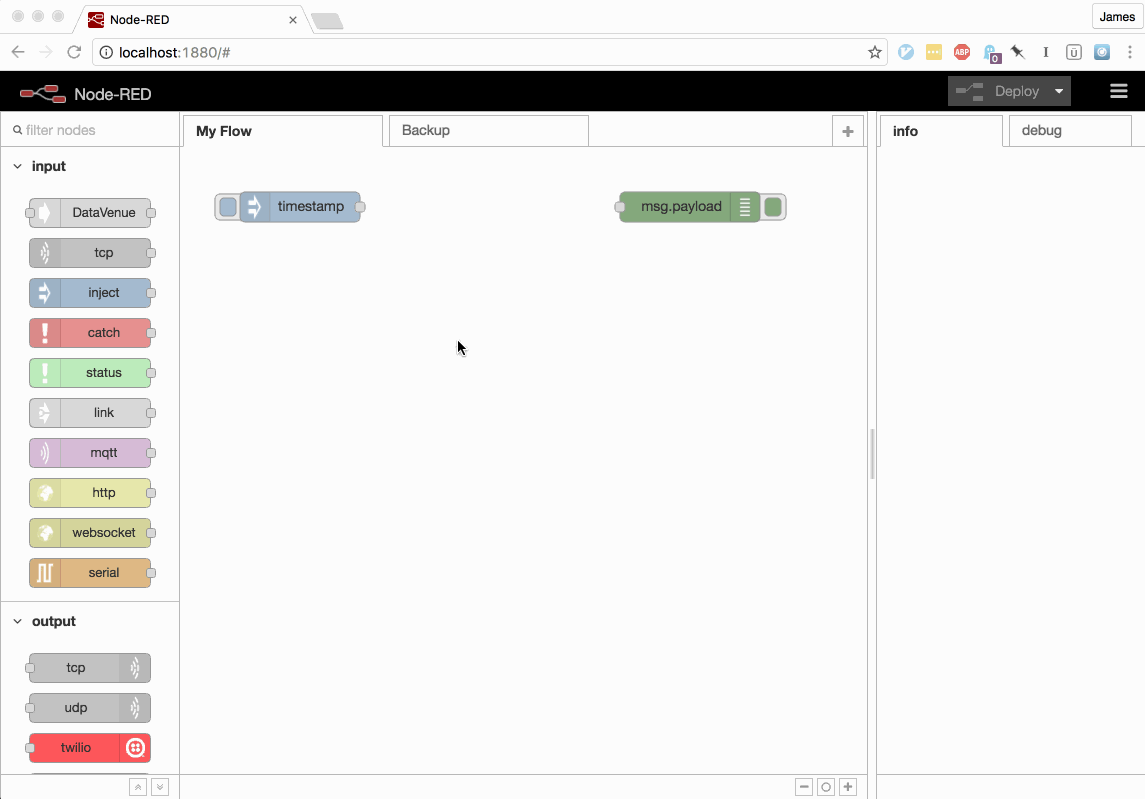 Node-RED
James
localhost:1880/#
ABP
0
I
Node-RED
Deploy
filter nodes
My Flow
Backup
info
debug
input
timestamp
msg.payload
DataVenue
tcp
inject
catch
status
link
mqtt
http
websocket
serial
output
tcp
udp
twilio